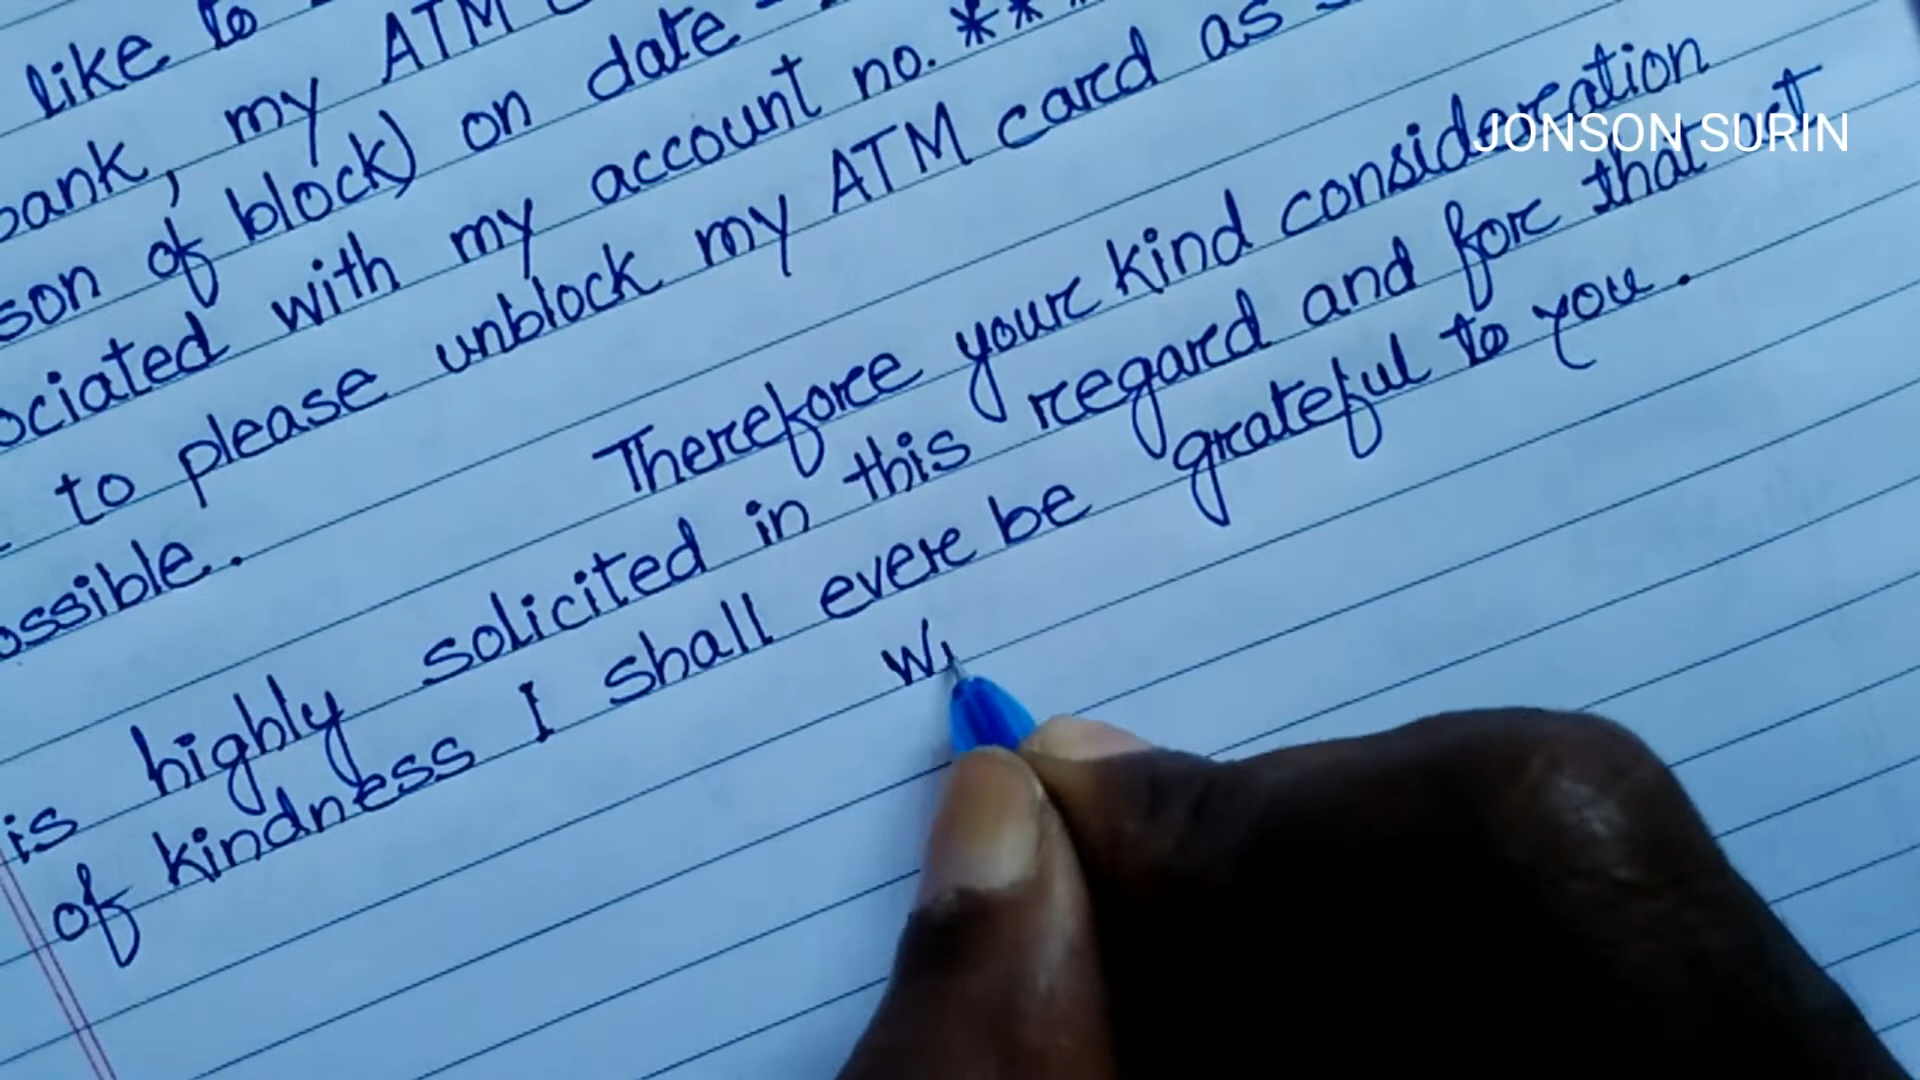 like to
bank, my ATM
son of block) on date -
ociated with my account no. ***
to please unblock my ATM card as
ossible.
Therefore your kind consideration
is highly solicited in this regard and for that act
of kindness I shall ever be grateful to you.
Wi
JONSON SURIN